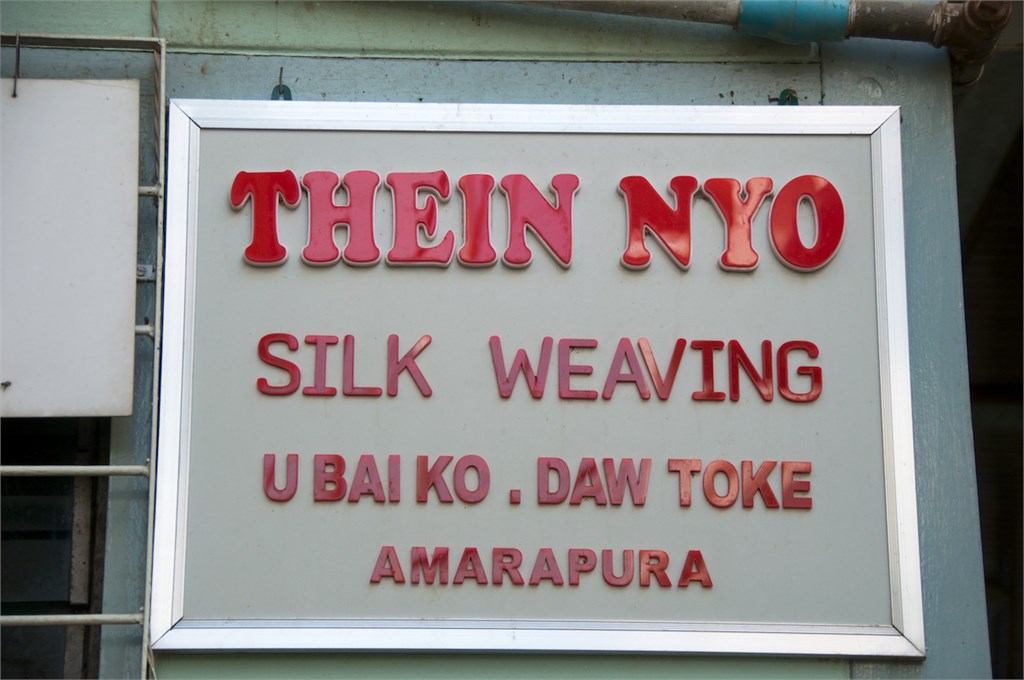 THEIN NYO
SILK WEAVING
U BAI KO . DAW TOKE
AMARAPURA